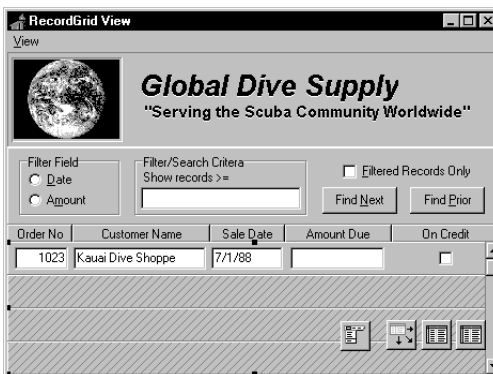 RecordGrid View
View
Global Dive Supply
"Serving the Scuba Community Worldwide"
Filter Field
Date
Amount
Filter/Search Critera
Show records >=
Filtered Records Only
Find Next
Find Prior
Order No Customer Name Sale Date Amount Due On Credit
1023 Kauai Dive Shoppe 7/1/88